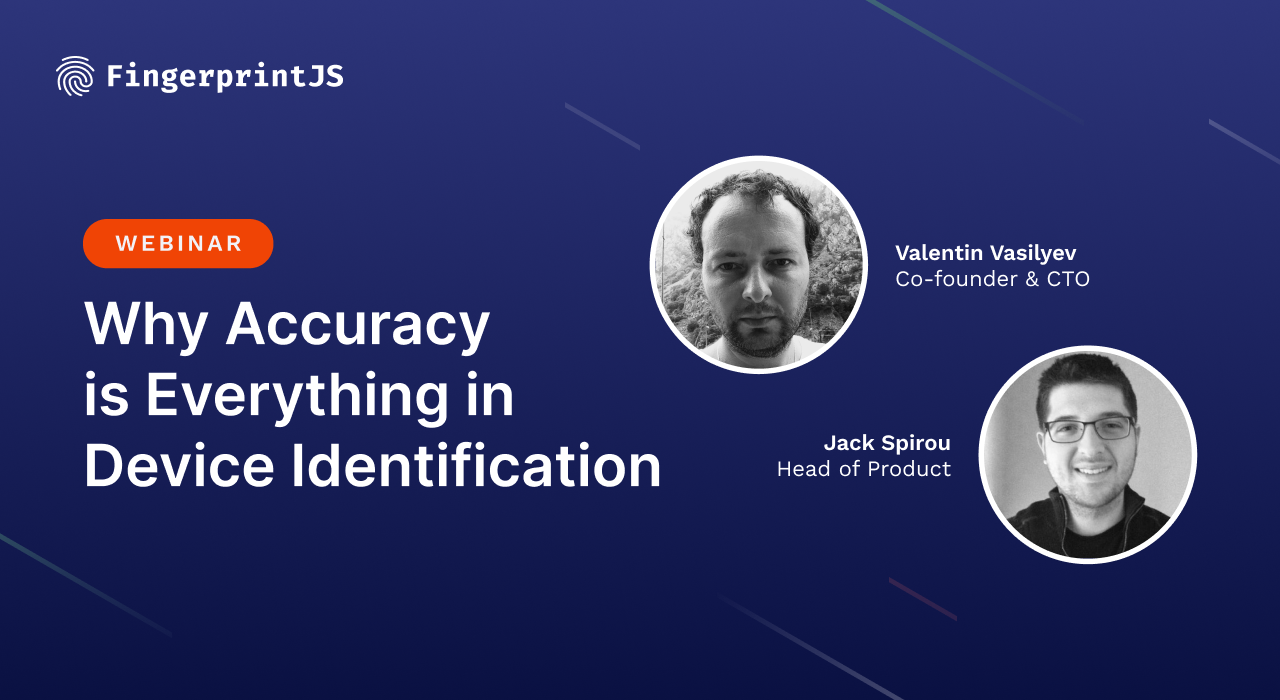 FingerprintJS
WEBINAR
Why Accuracy
is Everything in
Device Identification
Valentin Vasilyev
Co-founder & CTO
Jack Spirou
Head of Product